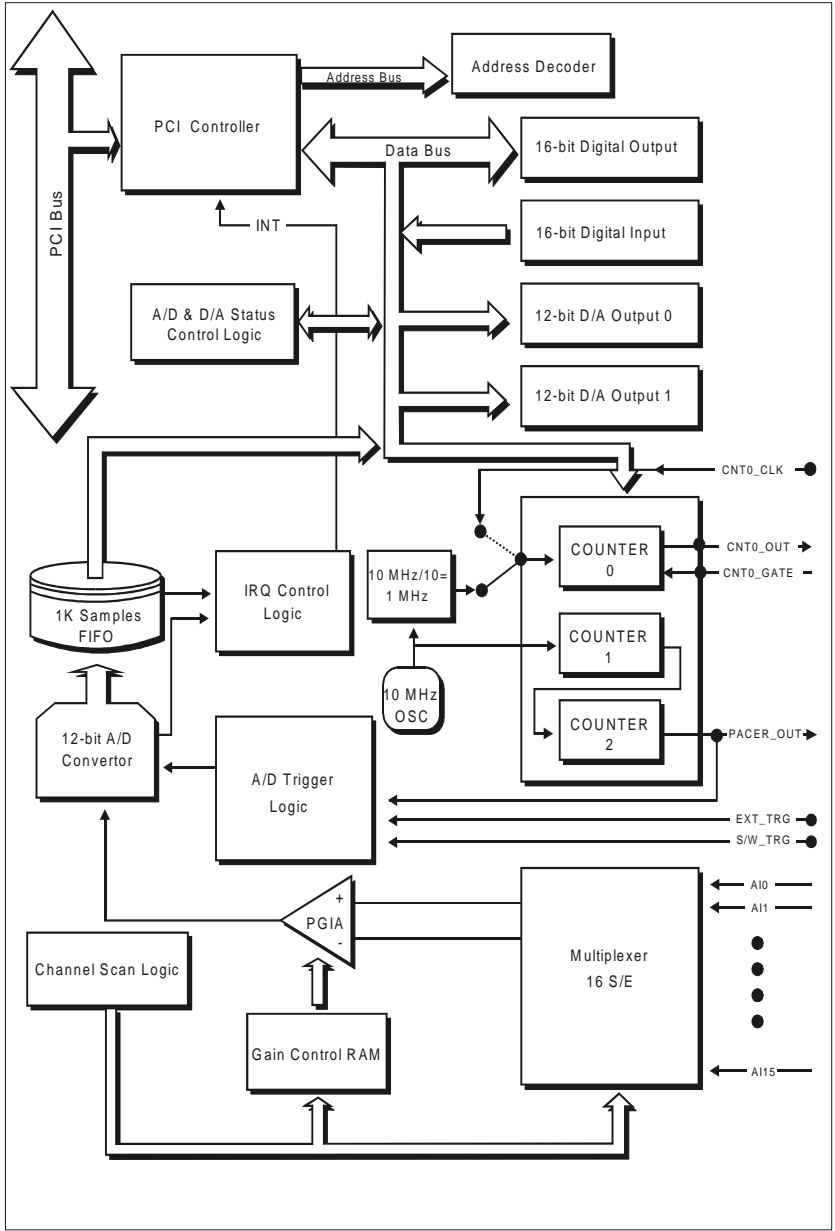 PCI Bus
PCI Controller
Address Bus
Address Decoder
Data Bus
16-bit Digital Output
INT
16-bit Digital Input
A/D & D/A Status
Control Logic
12-bit D/A Output 0
12-bit D/A Output 1
CNT0_CLK
1K Samples
FIFO
IRQ Control
Logic
10 MHz/10=
1 MHz
COUNTER
0
CNT0_OUT
CNT0_GATE
COUNTER
1
10 MHz
OSC
COUNTER
2
PACER_OUT
12-bit A/D
Convertor
A/D Trigger
Logic
EXT_TRG
S/W_TRG
AI0
AI1
+
PGIA
-
Multiplexer
16 S/E
Channel Scan Logic
Gain Control RAM
AI15